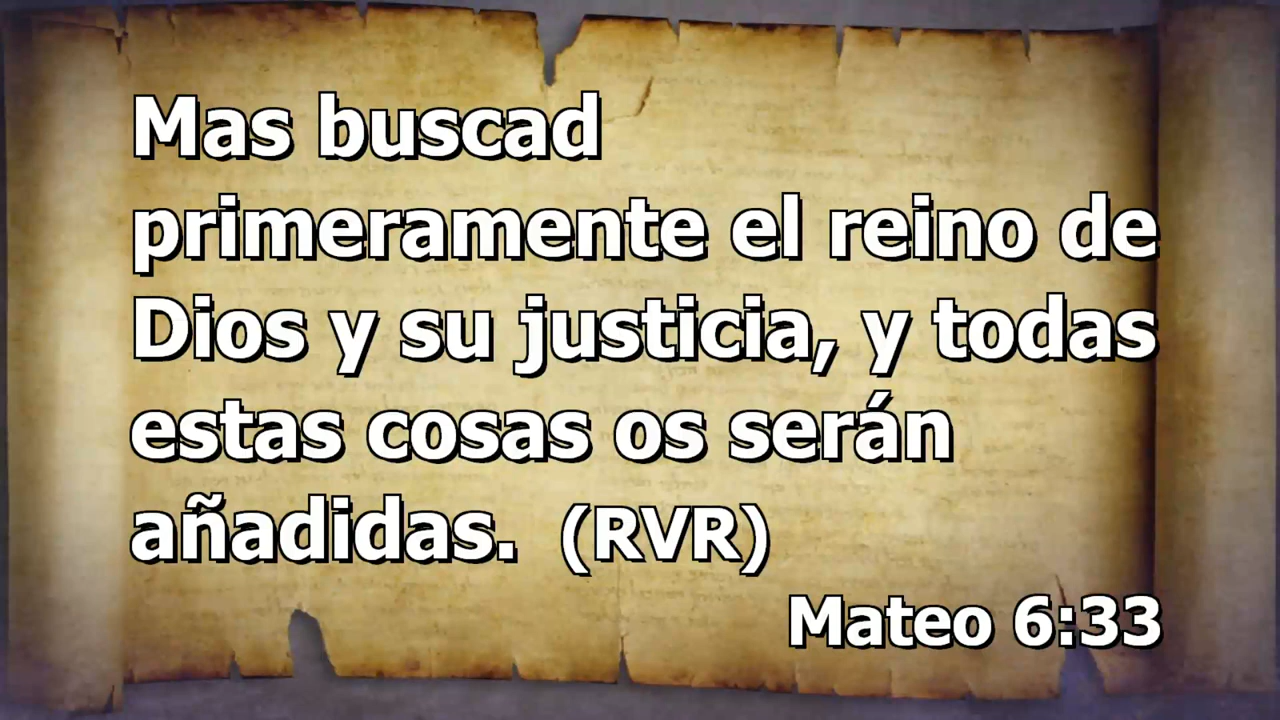 Mas buscad
primeramente el reino de
Dios y su justicia, y todas
estas cosas os serán
añadidas.  (RVR)
Mateo 6:33